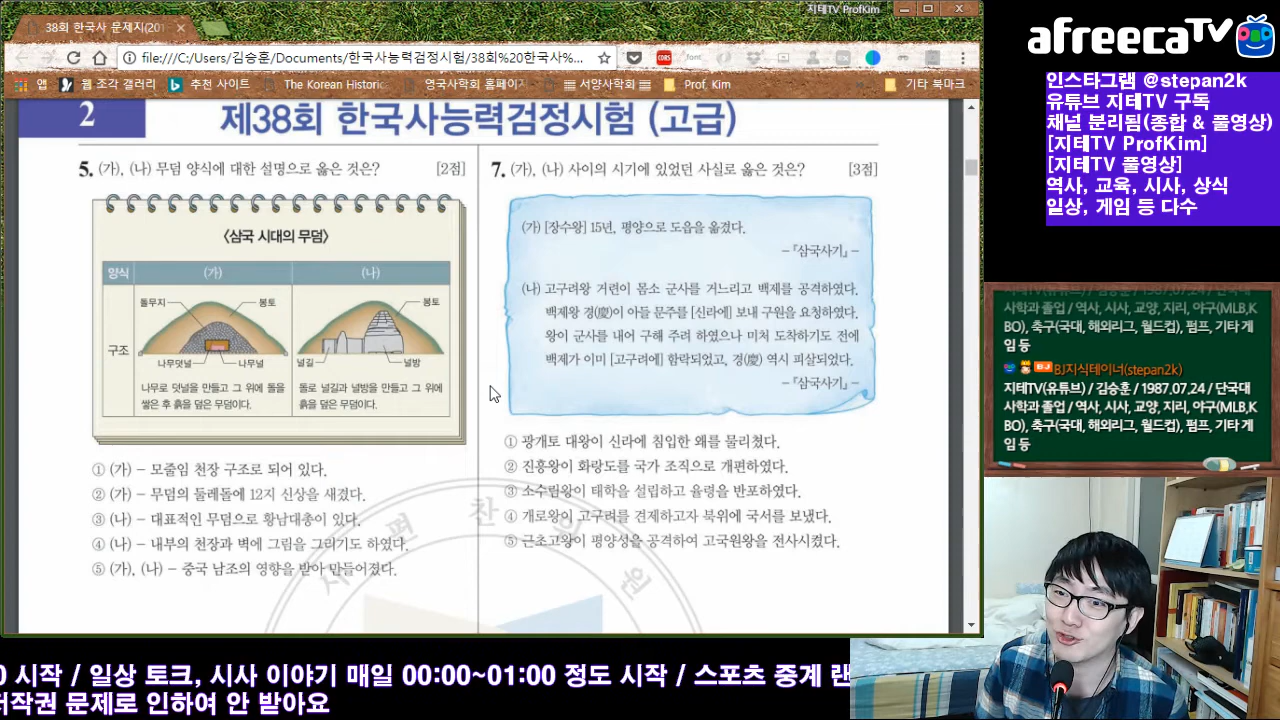 지테TV ProfKim
38회 한국사 문제지(201
file:///C:/Users/김승훈/Documents/한국사능력검정시험/38회%20한국사%...
앱
웹 조각 갤러리
추천 사이트
The Korean Historic
영국사학회 홈페이지
서양사학회
Prof. Kim
기타 북마크
2
제38회 한국사능력검정시험 (고급)
5. (가), (나) 무덤 양식에 대한 설명으로 옳은 것은? [2점]
〈삼국 시대의 무덤〉
양식 (가) (나)
돌무지 봉토 봉토
구조
나무덧널 나무널 널길 널방
나무로 덧널을 만들고 그 위에 돌을
쌓은 후 흙을 덮은 무덤이다.
돌로 널길과 널방을 만들고 그 위에
흙을 덮은 무덤이다.
① (가) - 모줄임 천장 구조로 되어 있다.
② (가) - 무덤의 둘레돌에 12지 신상을 새겼다.
③ (나) - 대표적인 무덤으로 황남대총이 있다.
④ (나) - 내부의 천장과 벽에 그림을 그리기도 하였다.
⑤ (가), (나) - 중국 남조의 영향을 받아 만들어졌다.
7. (가), (나) 사이의 시기에 있었던 사실로 옳은 것은? [3점]
(가) [장수왕] 15년, 평양으로 도읍을 옮겼다.
-『삼국사기』-
(나) 고구려왕 거련이 몸소 군사를 거느리고 백제를 공격하였다.
백제왕 경(慶)이 아들 문주를 [신라에] 보내 구원을 요청하였다.
왕이 군사를 내어 구해 주려 하였으나 미처 도착하기도 전에
백제가 이미 [고구려에] 함락되었고, 경(慶) 역시 피살되었다.
-『삼국사기』-
① 광개토 대왕이 신라에 침입한 왜를 물리쳤다.
② 진흥왕이 화랑도를 국가 조직으로 개편하였다.
③ 소수림왕이 태학을 설립하고 율령을 반포하였다.
④ 개로왕이 고구려를 견제하고자 북위에 국서를 보냈다.
⑤ 근초고왕이 평양성을 공격하여 고국원왕을 전사시켰다.
편 찬 원
afreecaTV
인스타그램 @stepan2k
유튜브 지테TV 구독
채널 분리됨(종합 & 풀영상)
[지테TV ProfKim]
[지테TV 풀영상]
역사, 교육, 시사, 상식
일상, 게임 등 다수
지테TV(유튜브) / 김승훈 / 1987.07.24 / 단국대
사학과 졸업 / 역사, 시사, 교양, 지리, 야구(MLB,K
BO), 축구(국대, 해외리그, 월드컵), 펌프, 기타 게
임 등
BJ BJ지식테이너(stepan2k)
지테TV(유튜브) / 김승훈 / 1987.07.24 / 단국대
사학과 졸업 / 역사, 시사, 교양, 지리, 야구(MLB,K
BO), 축구(국대, 해외리그, 월드컵), 펌프, 기타 게
임 등
0 시작 / 일상 토크, 시사 이야기 매일 00:00~01:00 정도 시작 / 스포츠 중계 랜
저작권 문제로 인하여 안 받아요